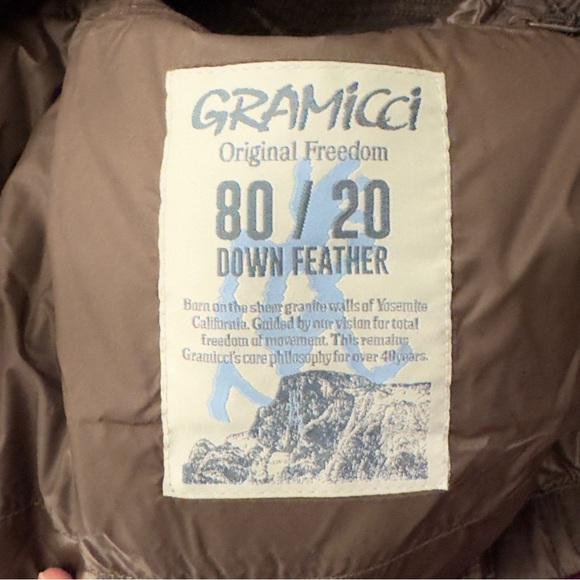 GRAMiCCi
Original Freedom
80 / 20
DOWN FEATHER
Born on the sheer granite walls of Yosemite
California. Guided by our vision for total
freedom of movement. This remains
Gramicci's core philosophy for over 40years.